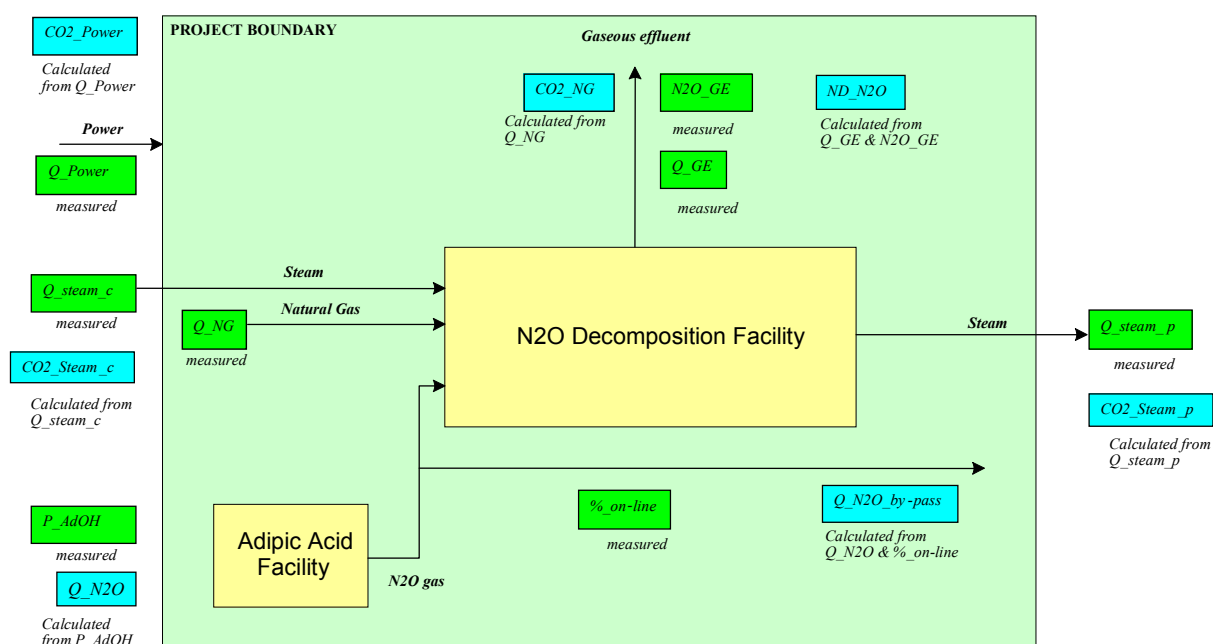 CO2_Power
Calculated
from Q_Power
Power
Q_Power
measured
PROJECT BOUNDARY
Gaseous effluent
CO2_NG
Calculated from
Q_NG
N2O_GE
measured
Q_GE
measured
ND_N2O
Calculated from
Q_GE & N2O_GE
Q_steam_c
measured
CO2_Steam_c
Calculated from
Q_steam_c
Steam
Natural Gas
Q_NG
measured
N2O Decomposition Facility
Steam
Q_steam_p
measured
CO2_Steam_p
Calculated from
Q_steam_p
P_AdOH
measured
Q_N2O
Calculated
from P_AdOH
Adipic Acid
Facility
N2O gas
%_on-line
measured
Q_N2O_by-pass
Calculated from
Q_N2O & %_on-line